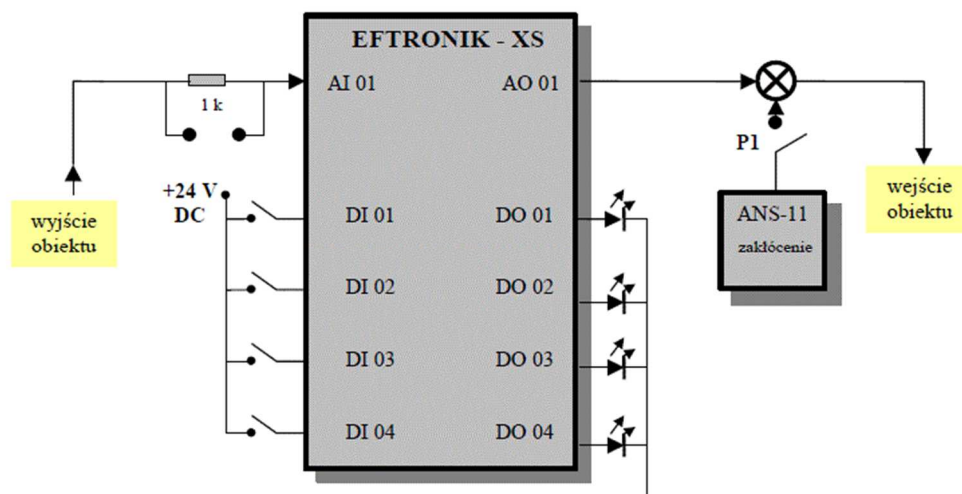 EFTRONIK - XS
AI 01
AO 01
1 k
P1
+24 V
DC
wyjście
obiektu
DI 01
DO 01
ANS-11
zakłócenie
wejście
obiektu
DI 02
DO 02
DI 03
DO 03
DI 04
DO 04